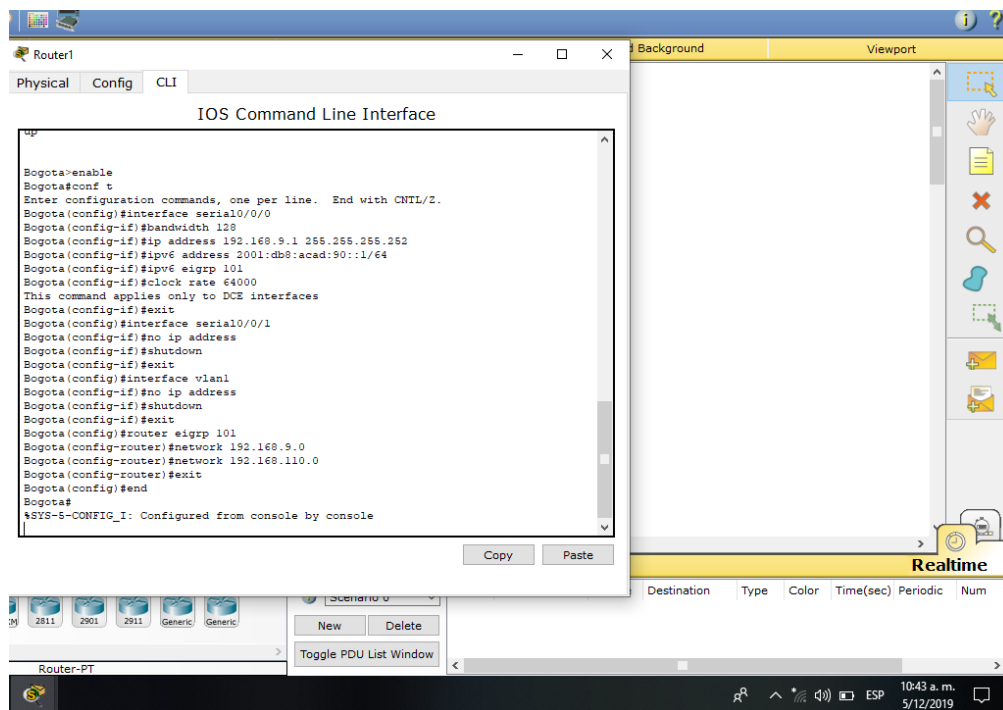 Router1
d Background
Viewport
Physical Config CLI
IOS Command Line Interface
up
Bogota>enable
Bogota#conf t
Enter configuration commands, one per line. End with CNTL/Z.
Bogota(config)#interface serial0/0/0
Bogota(config-if)#bandwidth 128
Bogota(config-if)#ip address 192.168.9.1 255.255.255.252
Bogota(config-if)#ipv6 address 2001:db8:acad:90::1/64
Bogota(config-if)#ipv6 eigrp 101
Bogota(config-if)#clock rate 64000
This command applies only to DCE interfaces
Bogota(config-if)#exit
Bogota(config)#interface serial0/0/1
Bogota(config-if)#no ip address
Bogota(config-if)#shutdown
Bogota(config-if)#exit
Bogota(config)#interface vlan1
Bogota(config-if)#no ip address
Bogota(config-if)#shutdown
Bogota(config-if)#exit
Bogota(config)#router eigrp 101
Bogota(config-router)#network 192.168.9.0
Bogota(config-router)#network 192.168.110.0
Bogota(config-router)#exit
Bogota(config)#end
Bogota#
%SYS-5-CONFIG_I: Configured from console by console
Copy Paste
Realtime
Scenario 0
Destination Type Color Time(sec) Periodic Num
2811 2901 2911 Generic Generic
New Delete
Toggle PDU List Window
Router-PT
ESP
10:43 a. m.
5/12/2019